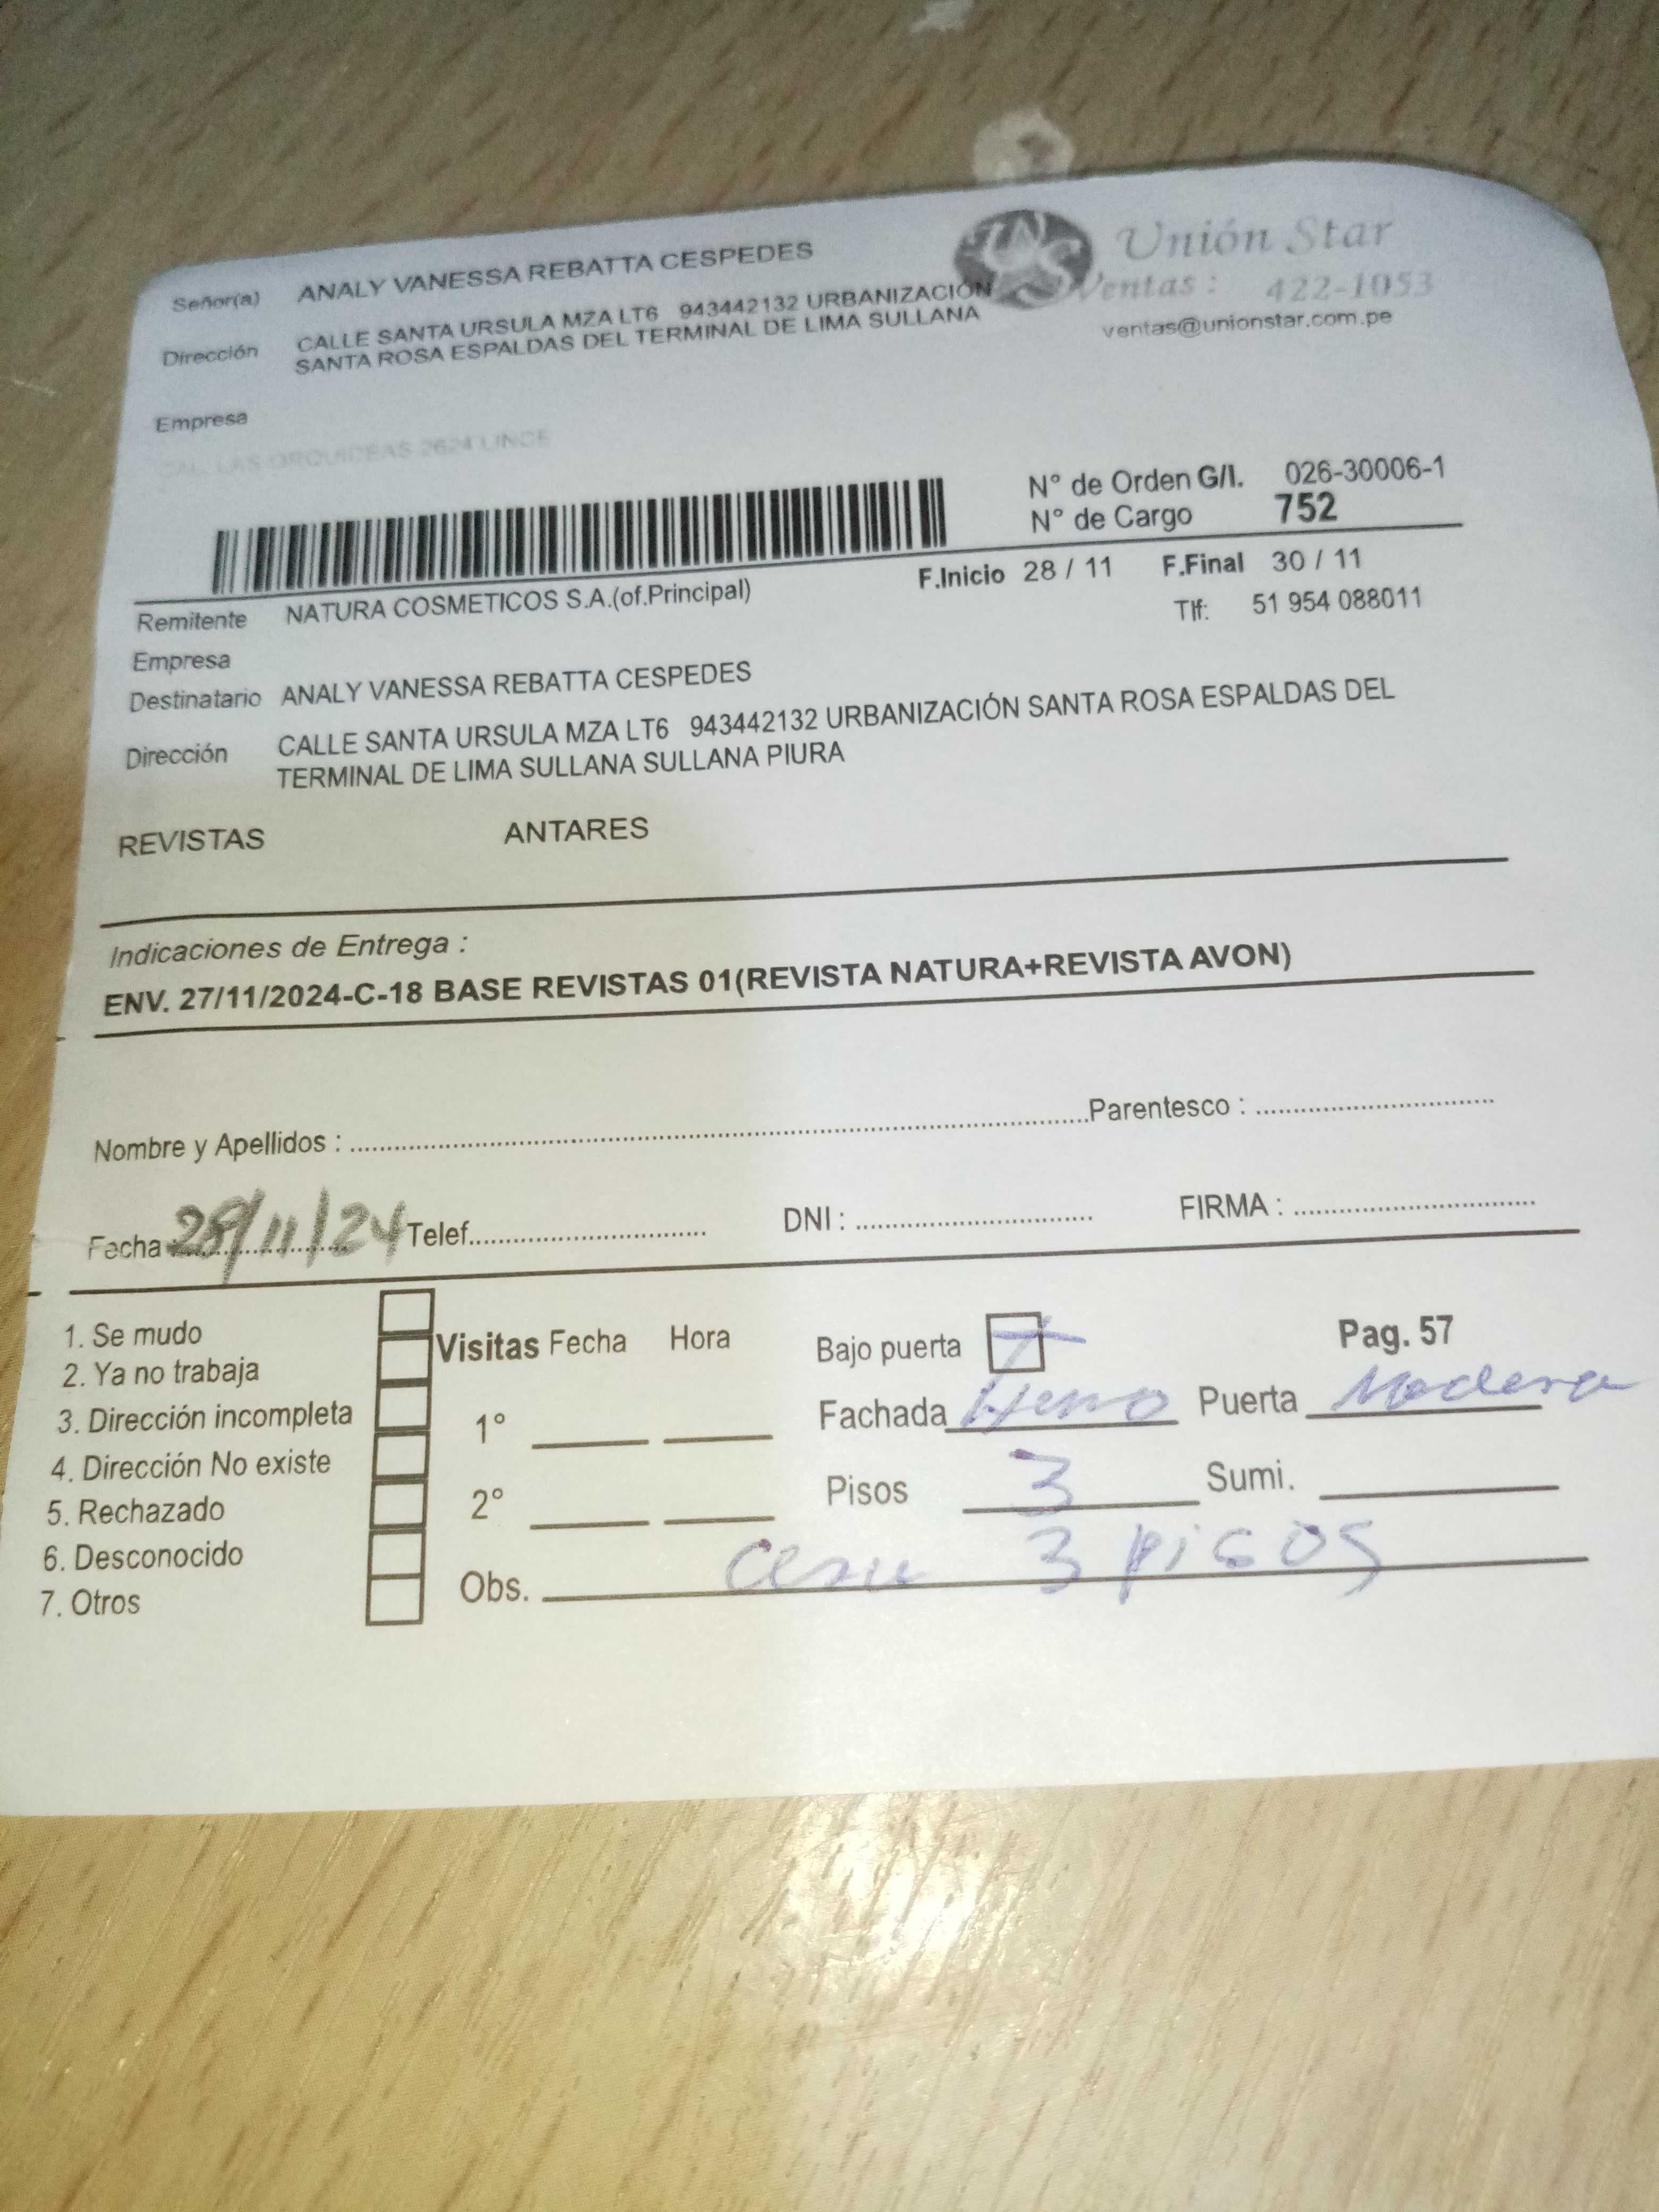 Señor(a) ANALY VANESSA REBATTA CESPEDES
Unión Star
Ventas : 422-1053
ventas@unionstar.com.pe
Dirección CALLE SANTA URSULA MZA LT6 943442132 URBANIZACIÓN
SANTA ROSA ESPALDAS DEL TERMINAL DE LIMA SULLANA
Empresa
CAL. LAS ORQUIDEAS 2624 LINCE
N° de Orden G/I. 026-30006-1
N° de Cargo 752
F.Inicio 28 / 11 F.Final 30 / 11
Remitente NATURA COSMETICOS S.A.(of.Principal)
Tlf: 51 954 088011
Empresa
Destinatario ANALY VANESSA REBATTA CESPEDES
Dirección CALLE SANTA URSULA MZA LT6 943442132 URBANIZACIÓN SANTA ROSA ESPALDAS DEL
TERMINAL DE LIMA SULLANA SULLANA PIURA
REVISTAS ANTARES
Indicaciones de Entrega :
ENV. 27/11/2024-C-18 BASE REVISTAS 01(REVISTA NATURA+REVISTA AVON)
Nombre y Apellidos : Parentesco :
Fecha 28/11/24 Telef. DNI : FIRMA :
1. Se mudo
2. Ya no trabaja
3. Dirección incompleta
4. Dirección No existe
5. Rechazado
6. Desconocido
7. Otros
Visitas Fecha Hora
1°
2°
Bajo puerta Pag. 57
Fachada Puerta Madera
Pisos 3 Sumi.
Obs. 3 pisos